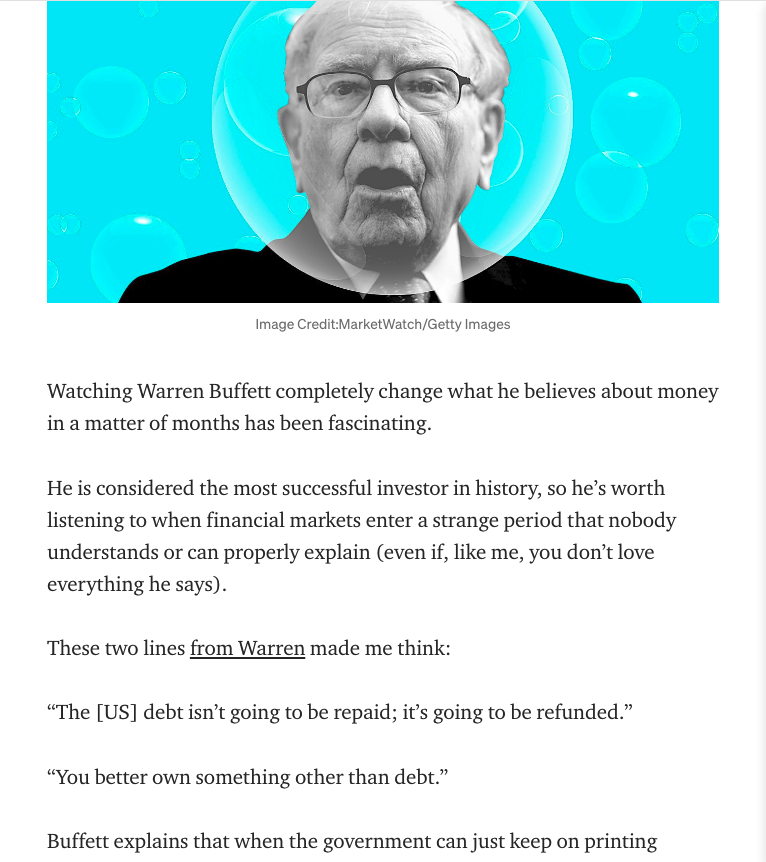 Image Credit:MarketWatch/Getty Images
Watching Warren Buffett completely change what he believes about money
in a matter of months has been fascinating.
He is considered the most successful investor in history, so he’s worth
listening to when financial markets enter a strange period that nobody
understands or can properly explain (even if, like me, you don’t love
everything he says).
These two lines from Warren made me think:
“The [US] debt isn’t going to be repaid; it’s going to be refunded.”
“You better own something other than debt.”
Buffett explains that when the government can just keep on printing